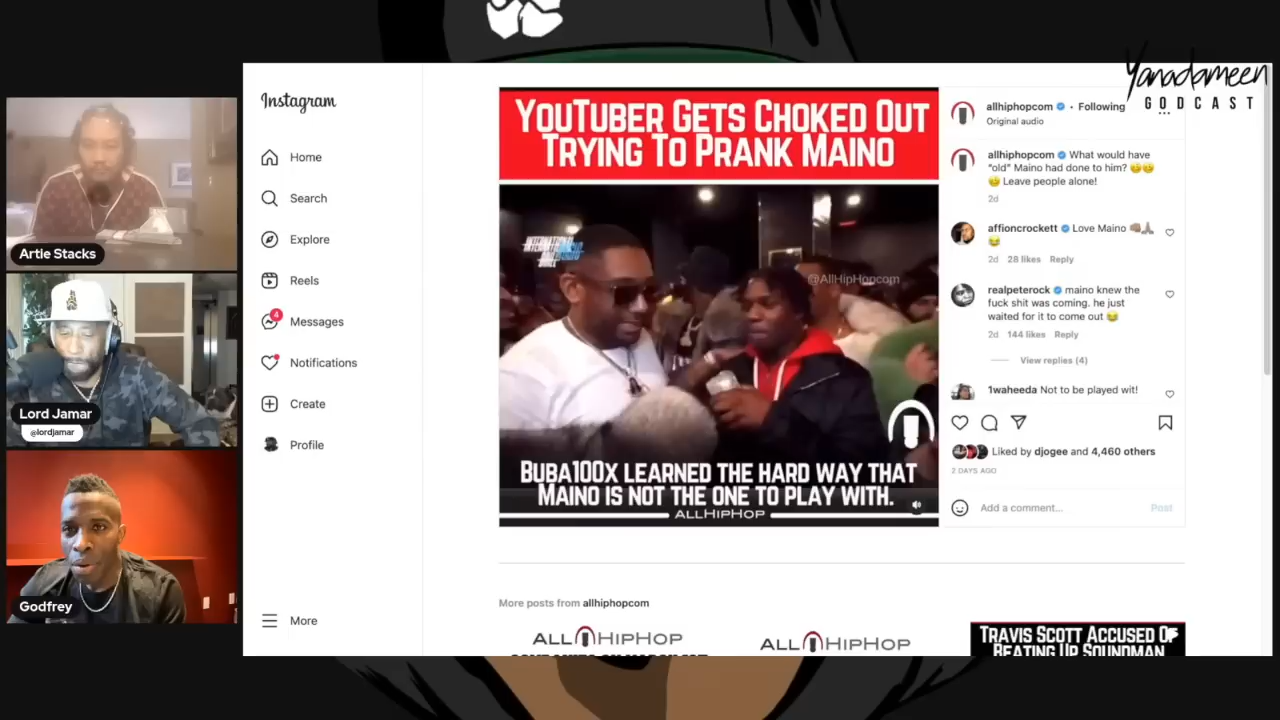 Yanadameen
GODCAST
Artie Stacks
Lord Jamar
@lordjamar
Godfrey
Instagram
Home
Search
Explore
Reels
4
Messages
Notifications
Create
Profile
More
YOUTUBER GETS CHOKED OUT
TRYING TO PRANK MAINO
@AllHipHopcom
BUBA100X LEARNED THE HARD WAY THAT
MAINO IS NOT THE ONE TO PLAY WITH.
ALLHIPHOP
allhiphopcom • Following
Original audio
allhiphopcom What would have
"old" Maino had done to him? 🤕🤕
🤕 Leave people alone!
2d
affioncrockett Love Maino 👊🏽🙏🏽
😂
2d 28 likes Reply
realpeterock maino knew the
fuck shit was coming. he just
waited for it to come out 😂
2d 144 likes Reply
View replies (4)
1waheeda Not to be played wit!
Liked by djogee and 4,460 others
2 DAYS AGO
Add a comment...
Post
More posts from allhiphopcom
ALL HIPHOP
ALL HIPHOP
TRAVIS SCOTT ACCUSED OF
BEATING UP SOUNDMAN